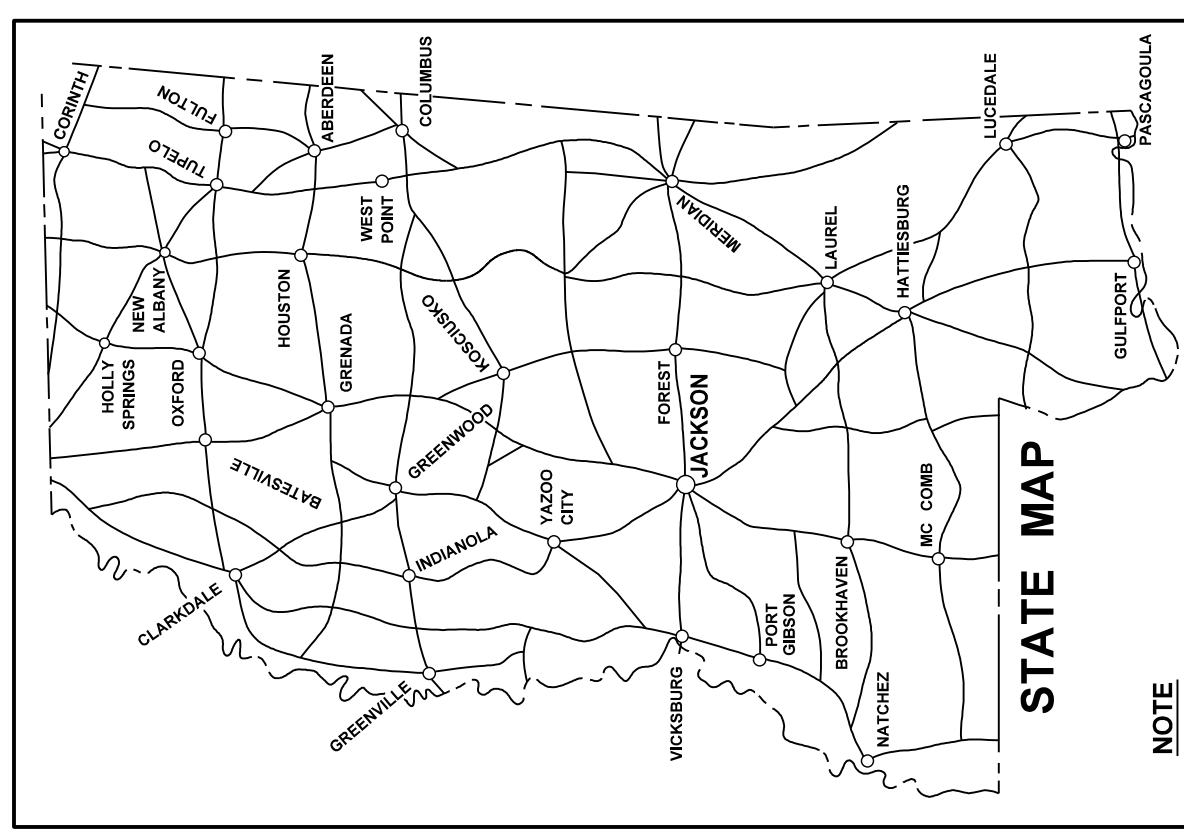 CORINTH
FULTON
TUPELO
ABERDEEN
COLUMBUS
WEST
POINT
NEW
ALBANY
HOLLY
SPRINGS
OXFORD
HOUSTON
GRENADA
KOSCIUSKO
BATESVILLE
GREENWOOD
CLARKDALE
INDIANOLA
YAZOO
CITY
GREENVILLE
FOREST
JACKSON
MERIDIAN
LAUREL
HATTIESBURG
LUCEDALE
PASCAGOULA
GULFPORT
VICKSBURG
PORT
GIBSON
BROOKHAVEN
MC COMB
NATCHEZ
STATE MAP
NOTE